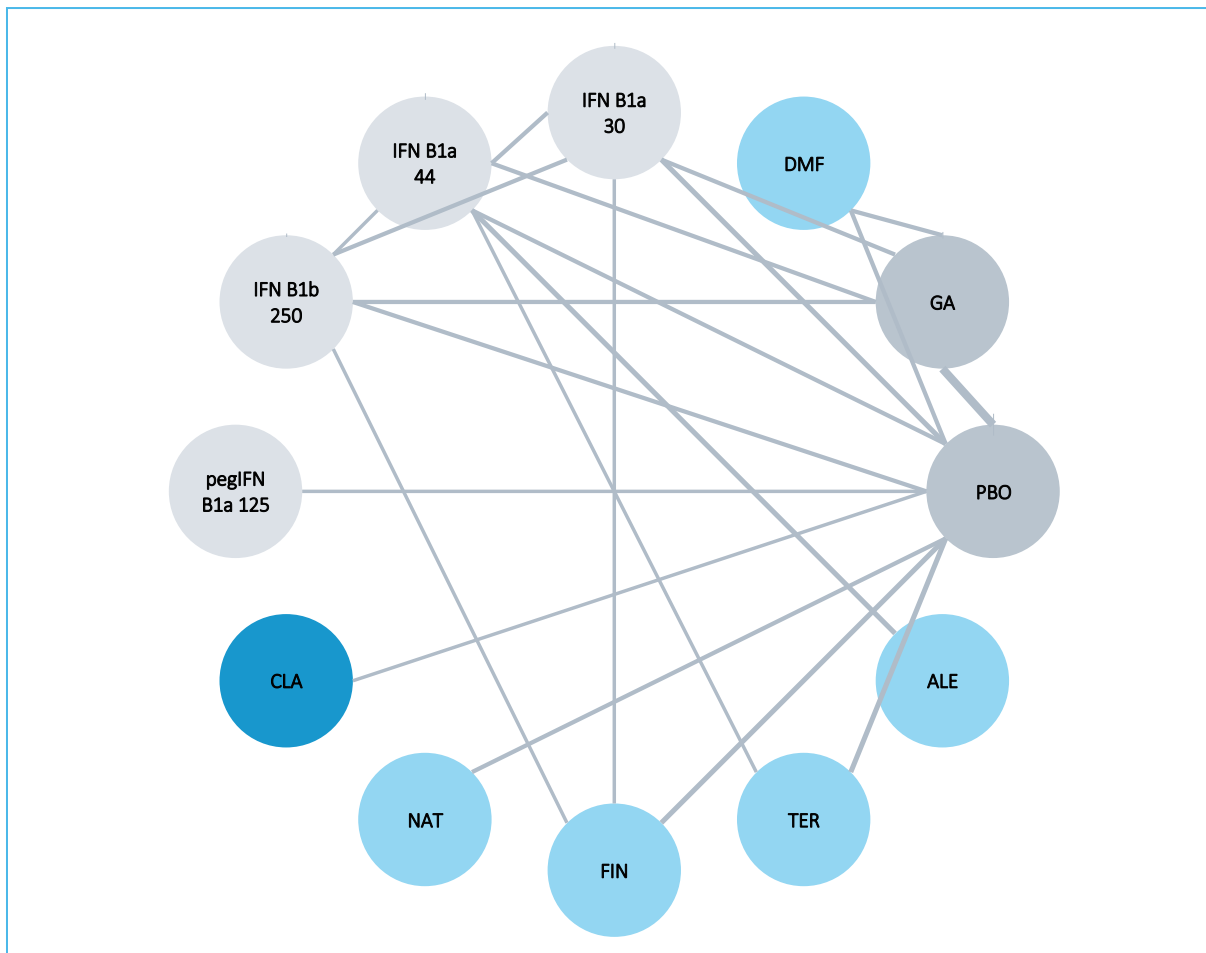 IFN B1a
30
IFN B1a
44
DMF
IFN B1b
250
GA
pegIFN
B1a 125
PBO
CLA
ALE
NAT
TER
FIN